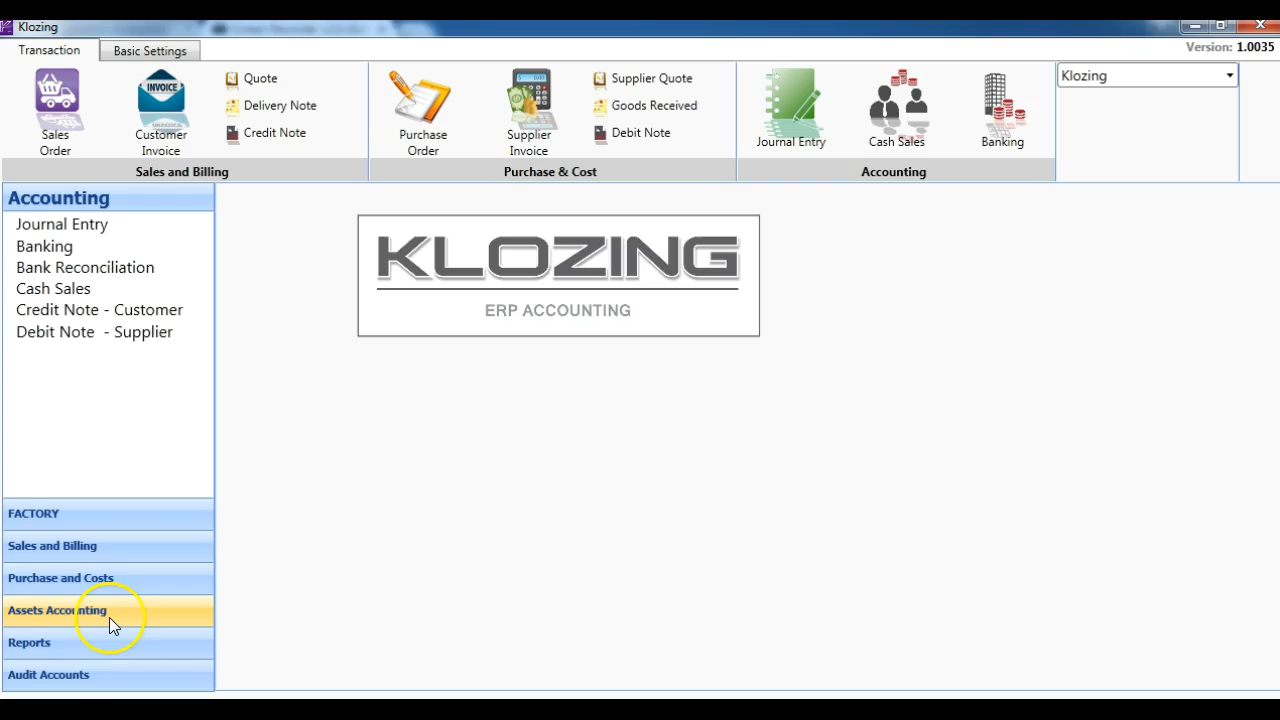 Klozing
Transaction
Basic Settings
Version: 1.0035
Sales
Order
INVOICE
Customer
Invoice
Quote
Delivery Note
Credit Note
Sales and Billing
Purchase
Order
Supplier
Invoice
Supplier Quote
Goods Received
Debit Note
Purchase & Cost
Journal Entry
Cash Sales
Banking
Accounting
Klozing
Accounting
Journal Entry
Banking
Bank Reconciliation
Cash Sales
Credit Note - Customer
Debit Note - Supplier
KLOZING
ERP ACCOUNTING
FACTORY
Sales and Billing
Purchase and Costs
Assets Accounting
Reports
Audit Accounts